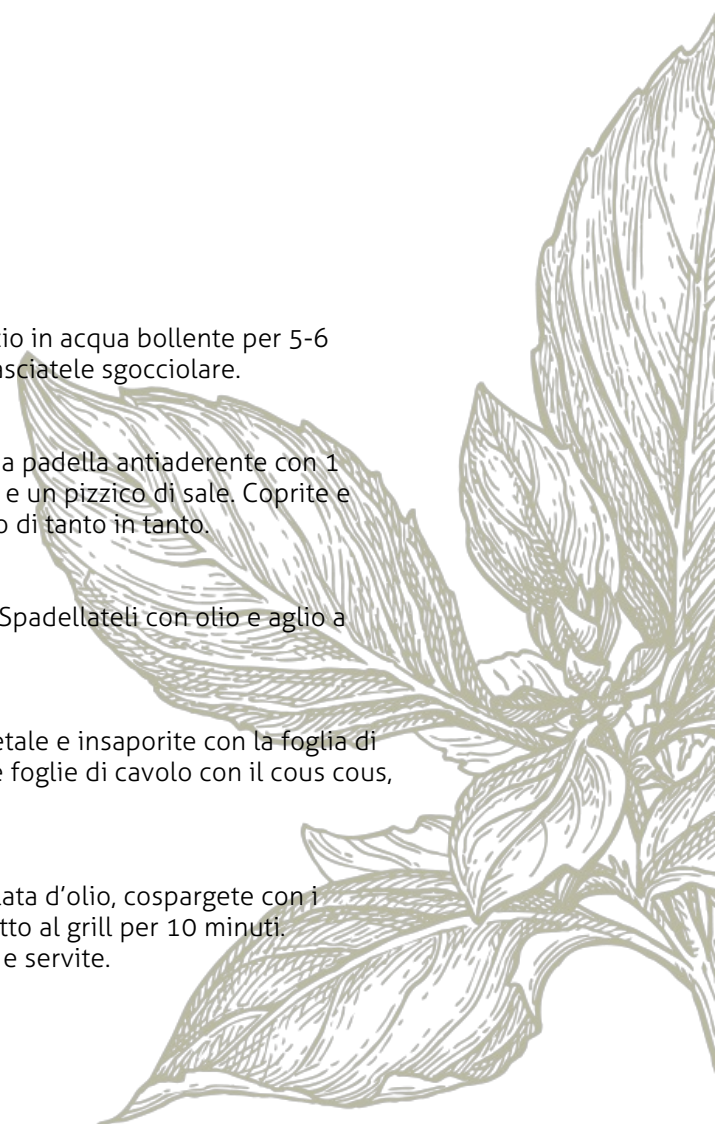 io in acqua bollente per 5-6
asciatele sgocciolare.
a padella antiaderente con 1
e un pizzico di sale. Coprite e
o di tanto in tanto.
Spadellateli con olio e aglio a
etale e insaporite con la foglia di
e foglie di cavolo con il cous cous,
lata d’olio, cospargete con i
tto al grill per 10 minuti.
e servite.